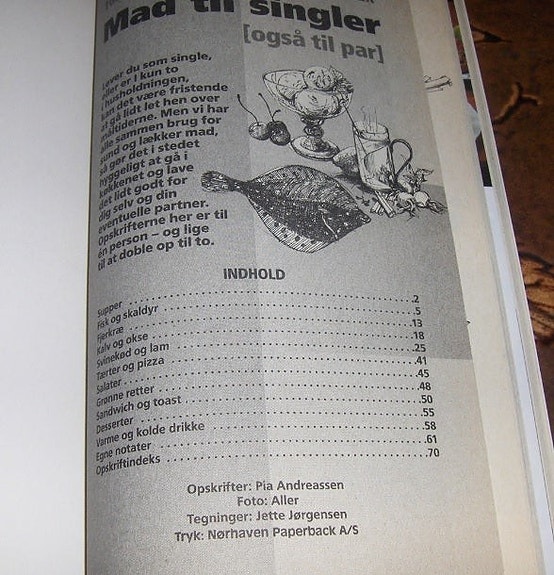 Mad til singler
[også til par]
Lever du som single,
eller er I kun to
i husholdningen,
kan det være fristende
at gå lidt let hen over
måltiderne. Men vi har
alle sammen brug for
sund og lækker mad,
så gør det i stedet
hyggeligt at gå i
køkkenet og lave
det lidt godt for
dig selv og din
eventuelle partner.
Opskrifterne her er til
én person – og lige
til at doble op til to.
INDHOLD
Supper 2
Fisk og skaldyr 5
Fjerkræ 13
Kalv og okse 18
Svinekød og lam 25
Tærter og pizza 41
Salater 45
Grønne retter 48
Sandwich og toast 50
Desserter 55
Varme og kolde drikke 58
Egne notater 61
Opskriftindeks 70
Opskrifter: Pia Andreassen
Foto: Aller
Tegninger: Jette Jørgensen
Tryk: Nørhaven Paperback A/S